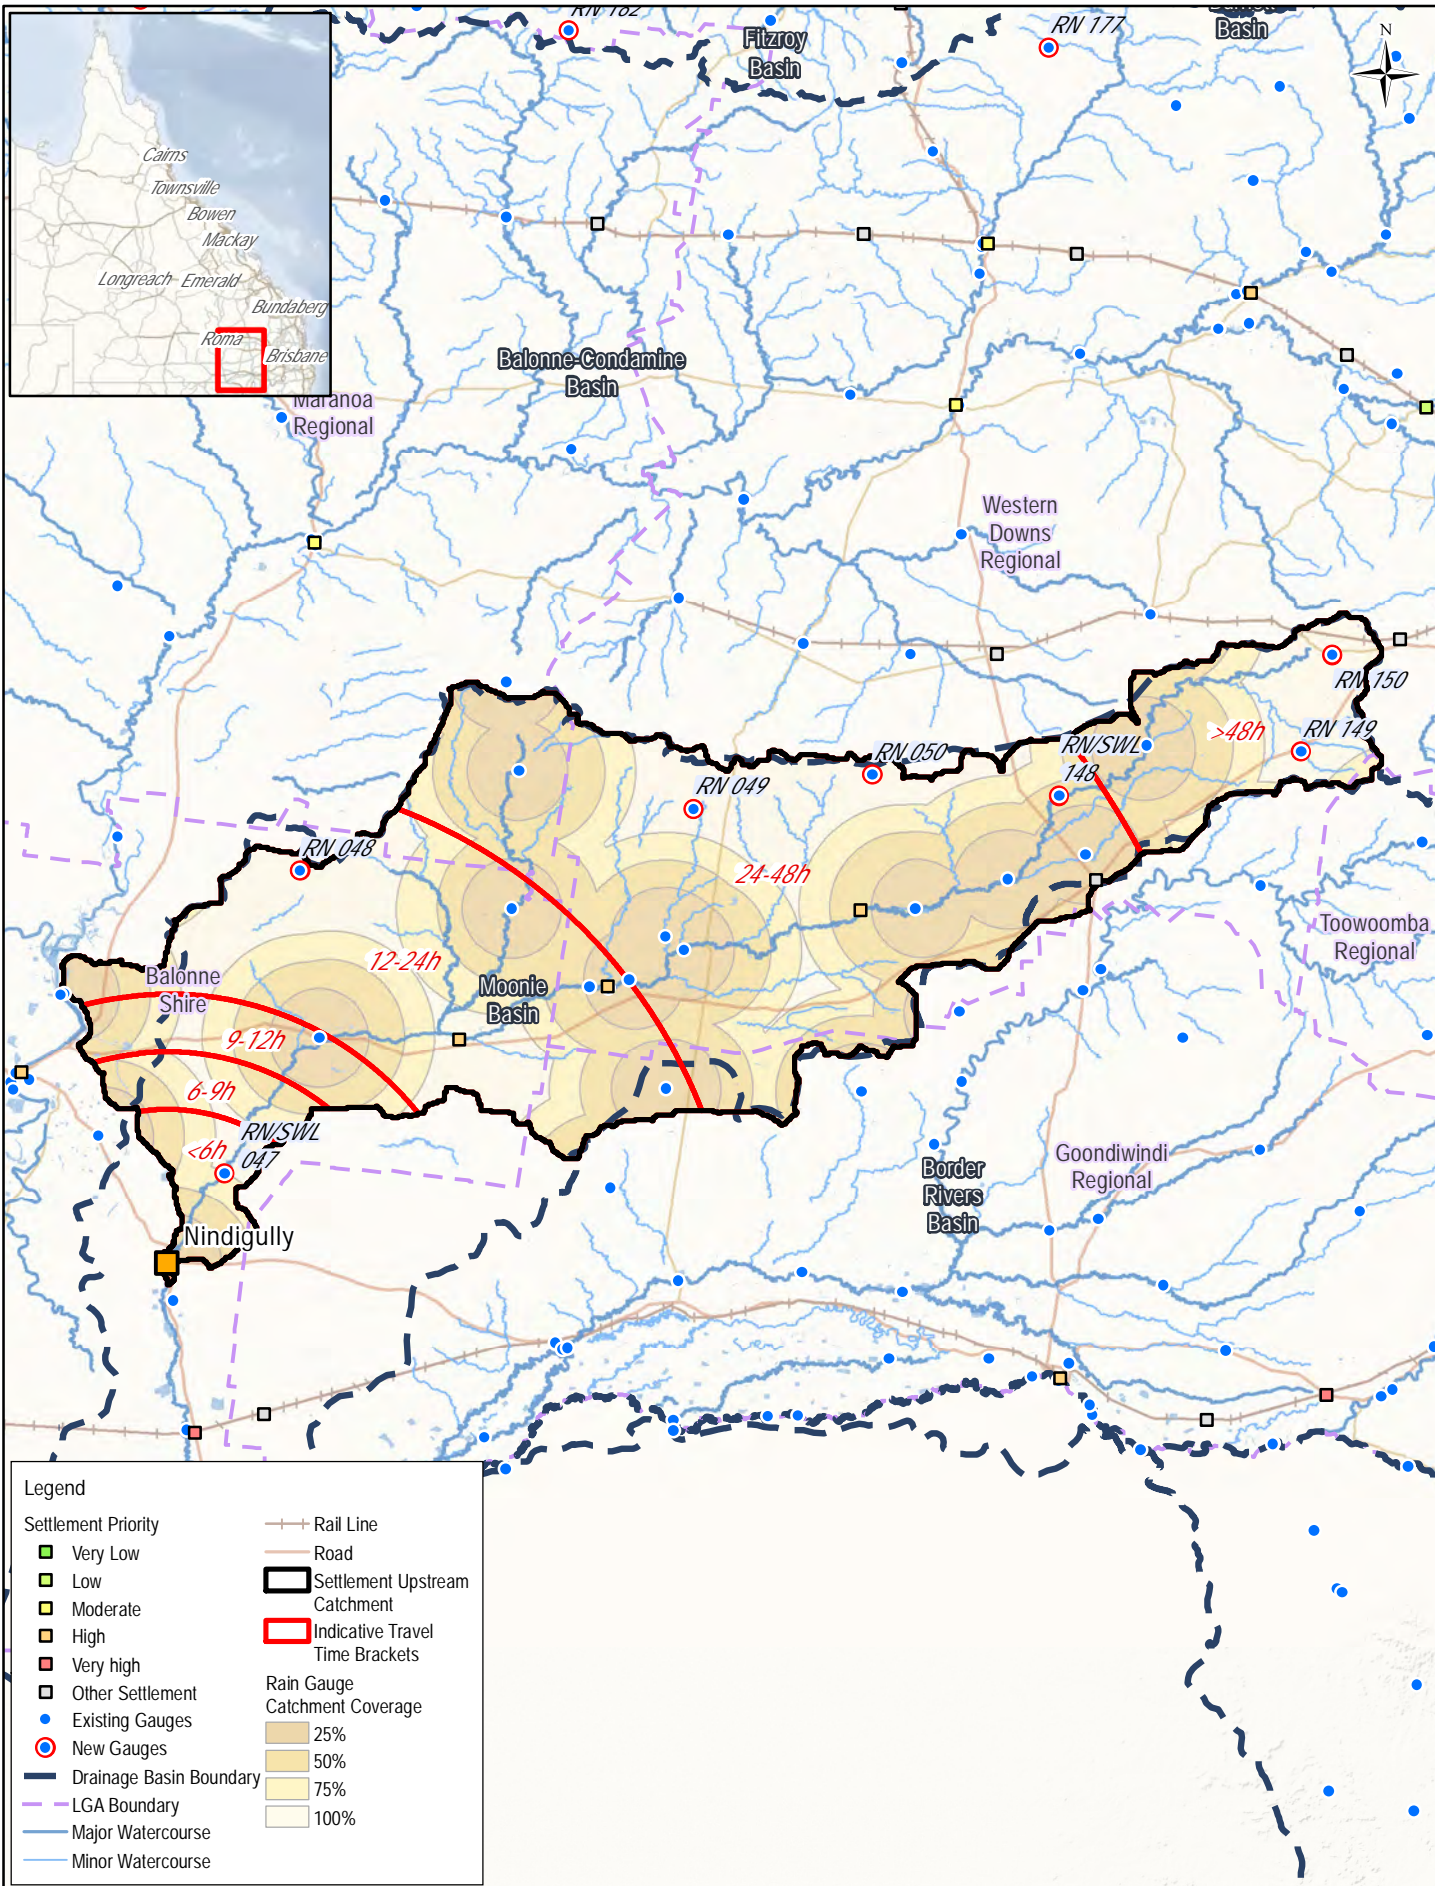 RN 182
Fitzroy
Basin
RN 177
Basin
N
Cairns
Townsville
Bowen
Mackay
Longreach
Emerald
Bundaberg
Roma
Brisbane
Maranoa
Regional
Balonne-Condamine
Basin
Western
Downs
Regional
RN 150
>48h
RN 149
RN/SWL
148
RN 050
RN 049
RN 048
24-48h
Toowoomba
Regional
12-24h
Balonne
Shire
Moonie
Basin
9-12h
6-9h
RN/SWL
047
<6h
Border
Rivers
Basin
Goondiwindi
Regional
Nindigully
Legend
Settlement Priority
Very Low
Low
Moderate
High
Very high
Other Settlement
Existing Gauges
New Gauges
Drainage Basin Boundary
LGA Boundary
Major Watercourse
Minor Watercourse
Rail Line
Road
Settlement Upstream
Catchment
Indicative Travel
Time Brackets
Rain Gauge
Catchment Coverage
25%
50%
75%
100%